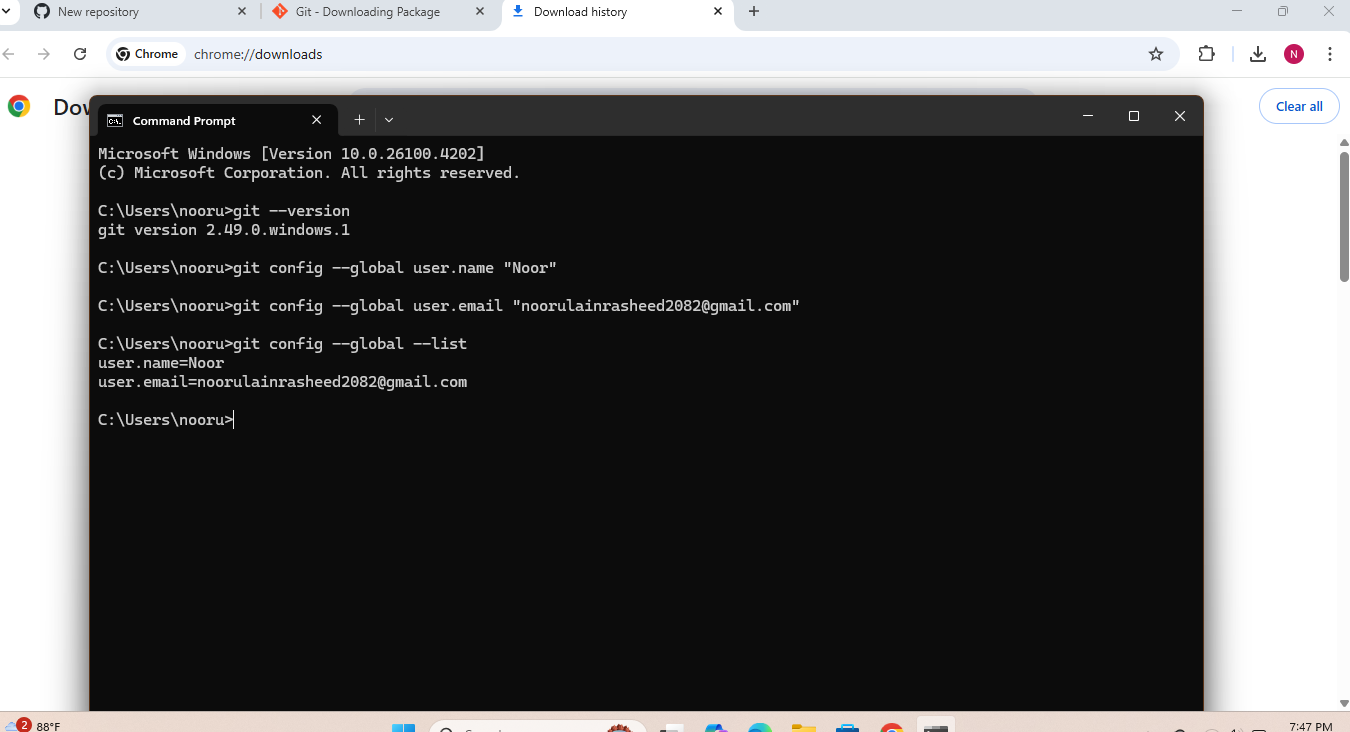 New repository
Git - Downloading Package
Download history
Chrome
chrome://downloads
N
Clear all
Command Prompt
Microsoft Windows [Version 10.0.26100.4202]
(c) Microsoft Corporation. All rights reserved.
C:\Users\nooru>git --version
git version 2.49.0.windows.1
C:\Users\nooru>git config --global user.name "Noor"
C:\Users\nooru>git config --global user.email "noorulainrasheed2082@gmail.com"
C:\Users\nooru>git config --global --list
user.name=Noor
user.email=noorulainrasheed2082@gmail.com
C:\Users\nooru>
2
88°F
7:47 PM